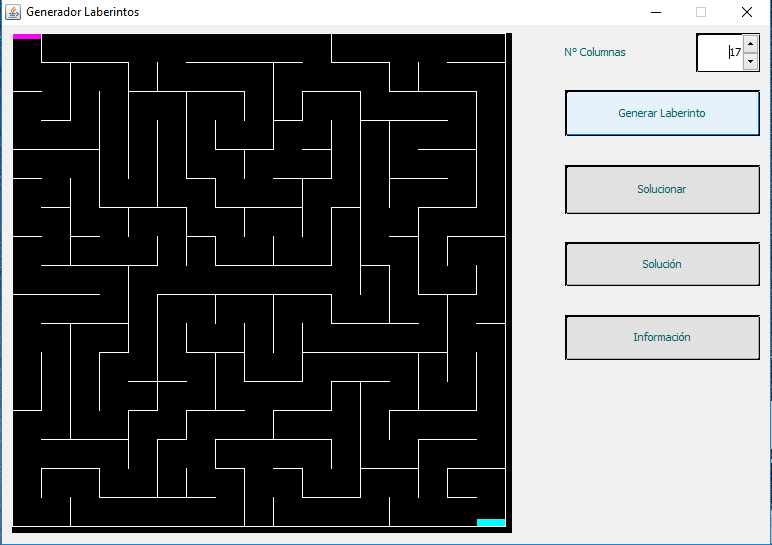 Generador Laberintos
Nº Columnas
17
Generar Laberinto
Solucionar
Solución
Información